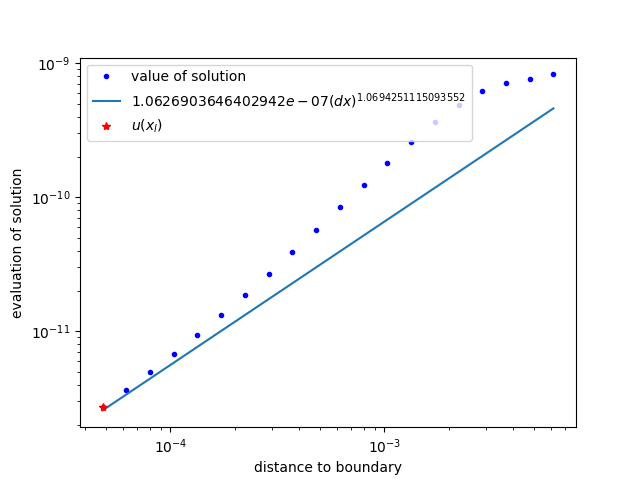 value of solution
1.0626903646402942e − 07(dx)^1.0694251115093552
u(x_l)
10^−9
10^−10
10^−11
evaluation of solution
10^−4 10^−3
distance to boundary